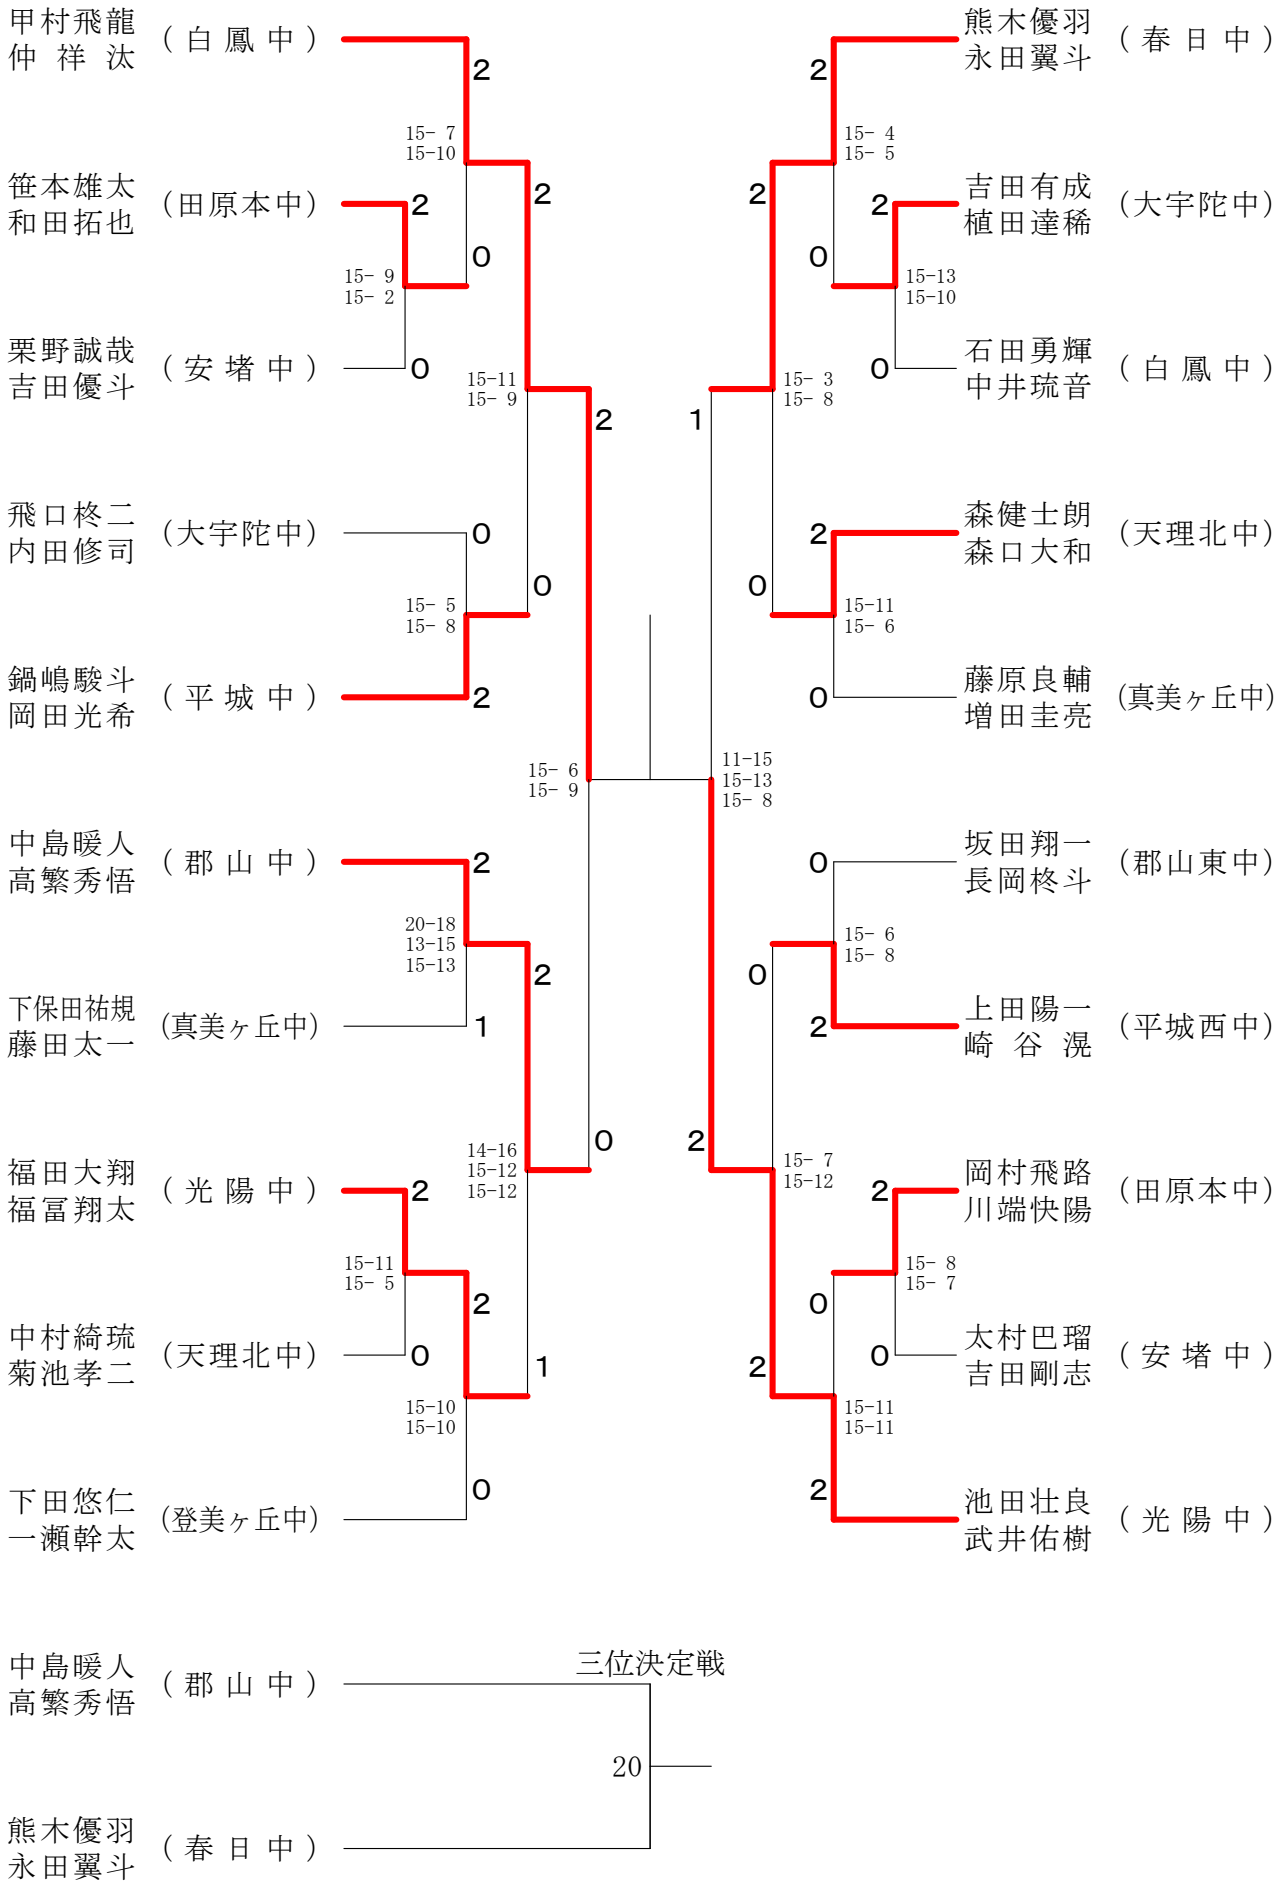 甲村飛龍
仲祥汰
(白鳳中)
2
15- 7
15-10
笹本雄太
和田拓也
(田原本中)
2
2
0
15- 9
15- 2
栗野誠哉
吉田優斗
(安堵中)
0
15-11
15- 9
2
飛口柊二
内田修司
(大宇陀中)
0
0
15- 5
15- 8
鍋嶋駿斗
岡田光希
(平城中)
2
15- 6
15- 9
中島暖人
高繁秀悟
(郡山中)
2
20-18
13-15
15-13
2
下保田祐規
藤田太一
(真美ヶ丘中)
1
14-16
15-12
15-12
0
福田大翔
福冨翔太
(光陽中)
2
15-11
15- 5
2
中村綺琉
菊池孝二
(天理北中)
0
1
15-10
15-10
下田悠仁
一瀬幹太
(登美ヶ丘中)
0
熊木優羽
永田翼斗
(春日中)
2
15- 4
15- 5
2
吉田有成
植田達稀
(大宇陀中)
2
0
15-13
15-10
石田勇輝
中井琉音
(白鳳中)
0
15- 3
15- 8
1
森健士朗
森口大和
(天理北中)
2
0
15-11
15- 6
藤原良輔
増田圭亮
(真美ヶ丘中)
0
11-15
15-13
15- 8
坂田翔一
長岡柊斗
(郡山東中)
0
15- 6
15- 8
0
上田陽一
崎谷滉
(平城西中)
2
2
15- 7
15-12
岡村飛路
川端快陽
(田原本中)
2
15- 8
15- 7
0
太村巴瑠
吉田剛志
(安堵中)
0
2
15-11
15-11
池田壮良
武井佑樹
(光陽中)
2
三位決定戦
中島暖人
高繁秀悟
(郡山中)
20
熊木優羽
永田翼斗
(春日中)